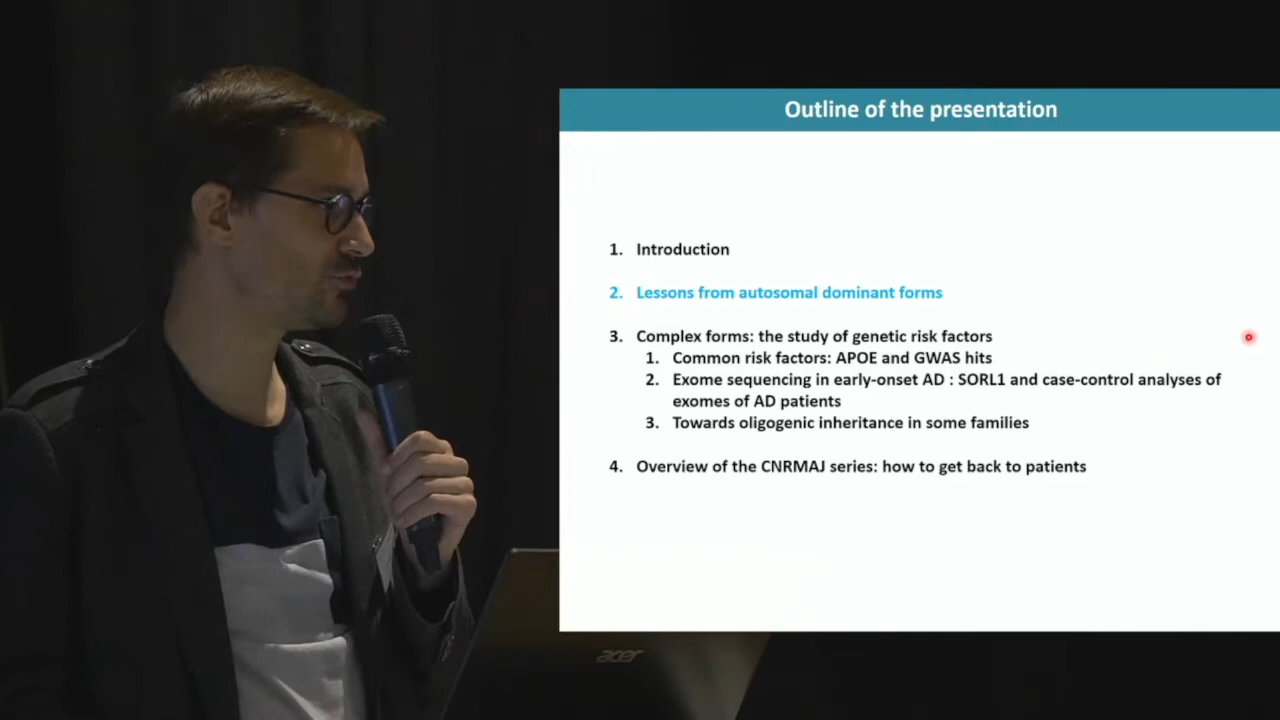 Outline of the presentation
1. Introduction
2. Lessons from autosomal dominant forms
3. Complex forms: the study of genetic risk factors
1. Common risk factors: APOE and GWAS hits
2. Exome sequencing in early-onset AD : SORL1 and case-control analyses of
exomes of AD patients
3. Towards oligogenic inheritance in some families
4. Overview of the CNRMAJ series: how to get back to patients
acer